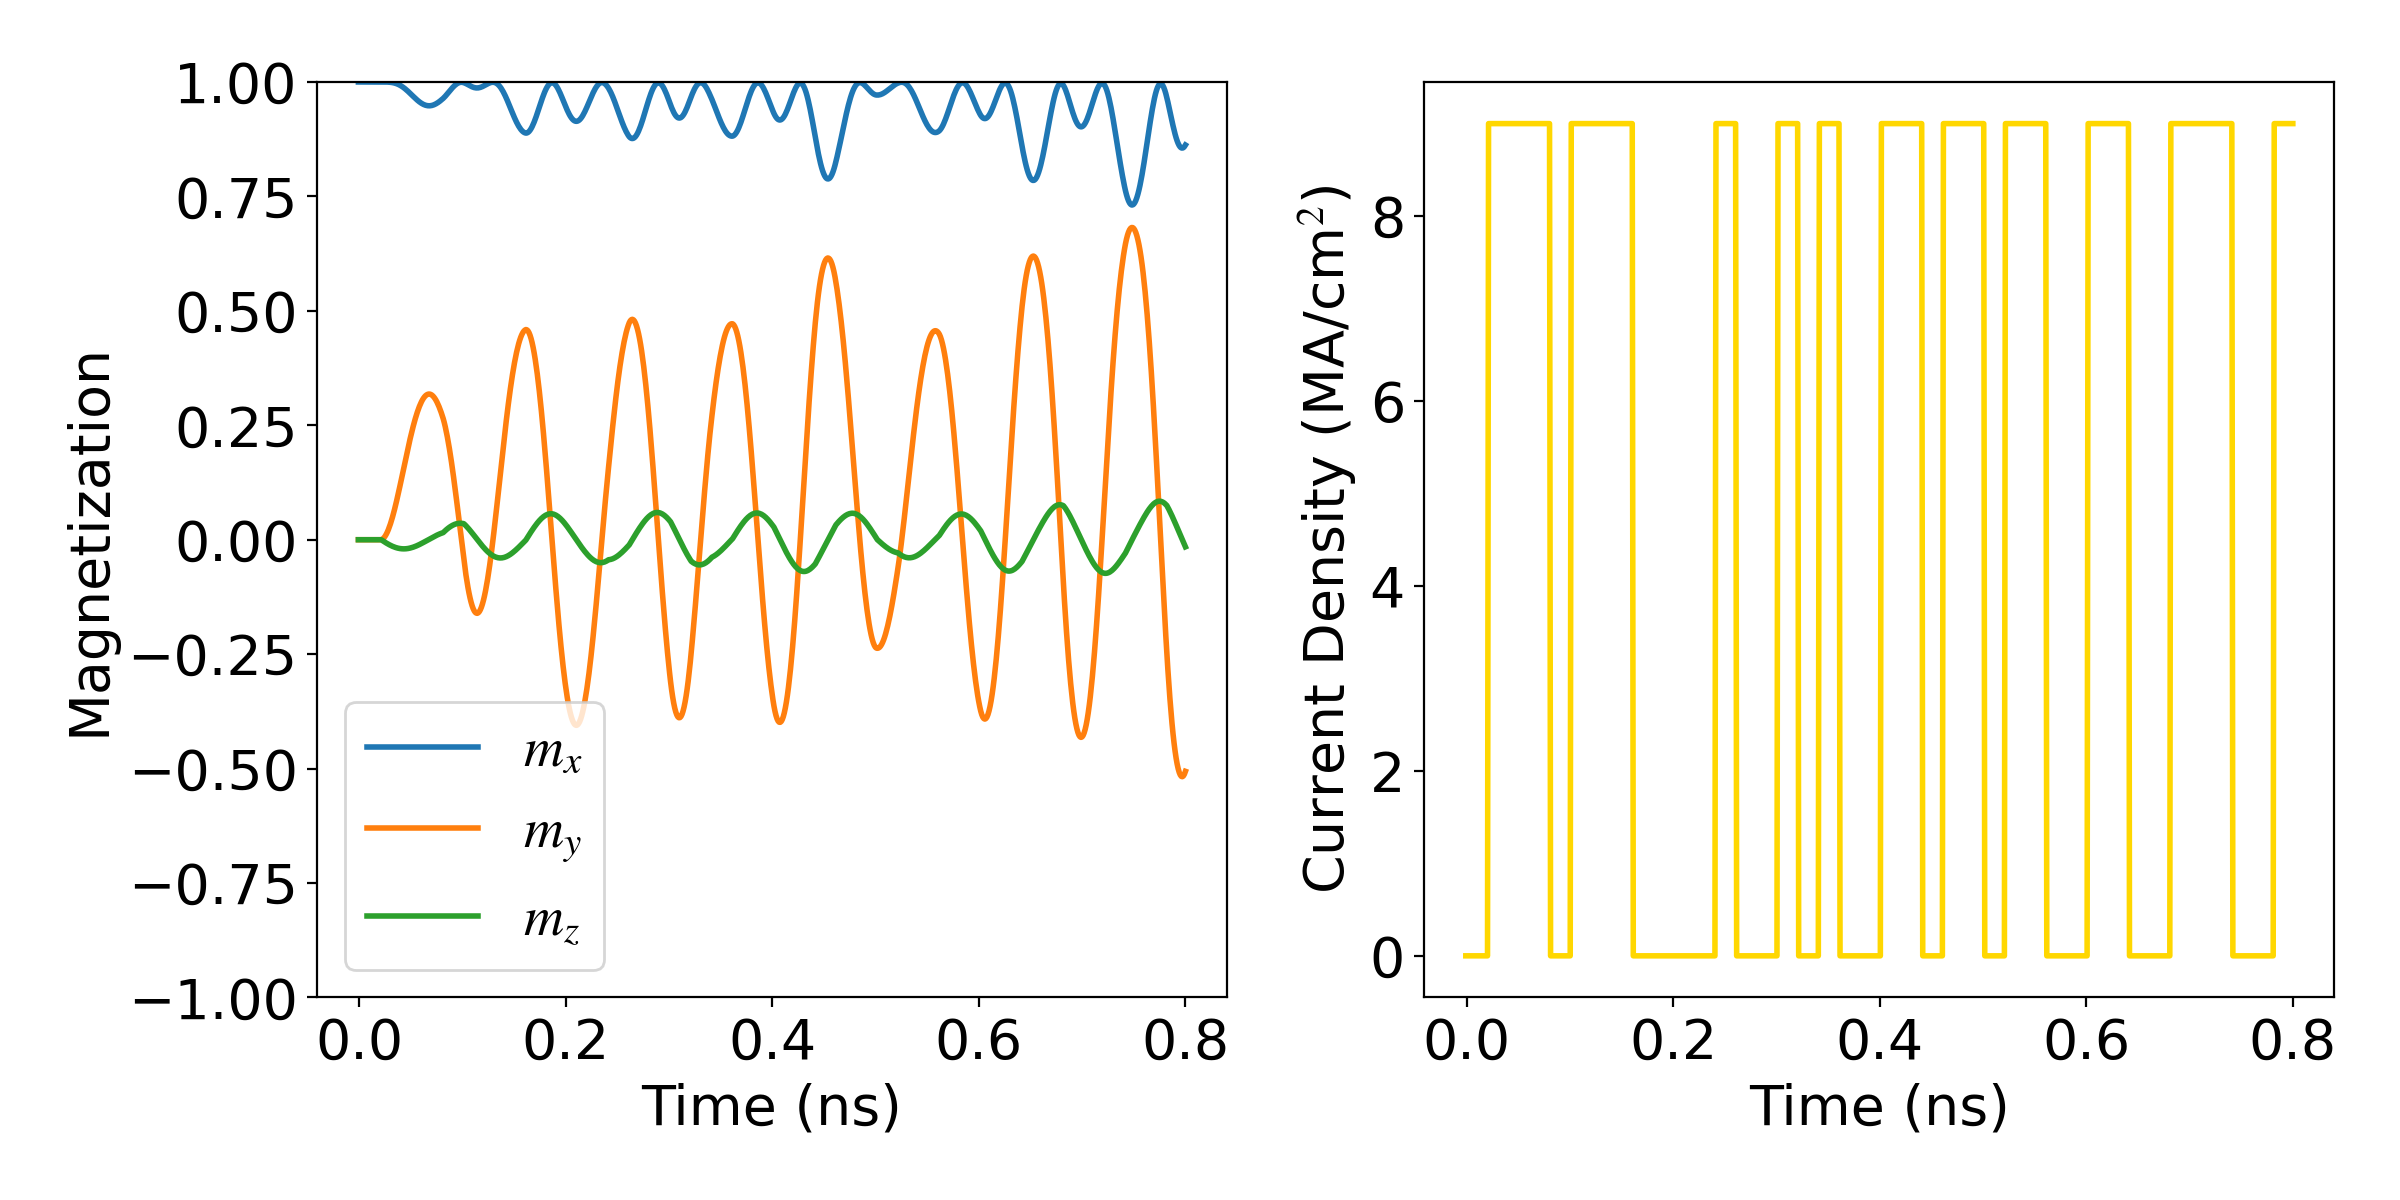 1.00
0.75
0.50
0.25
0.00
−0.25
−0.50
−0.75
−1.00
Magnetization
m_x
m_y
m_z
0.0 0.2 0.4 0.6 0.8
Time (ns)
8
6
4
2
0
Current Density (MA/cm²)
0.0 0.2 0.4 0.6 0.8
Time (ns)